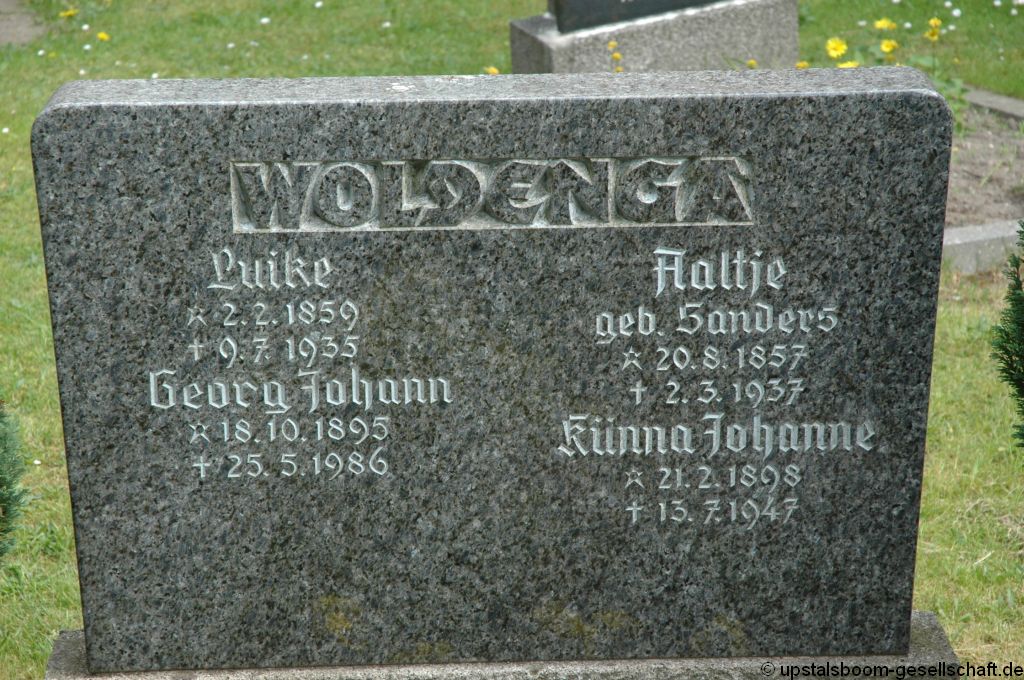 WOLDENGA
Luike
* 2. 2. 1859
† 9. 7. 1935
Georg Johann
* 18. 10. 1895
† 25. 5. 1986
Aaltje
geb. Sanders
* 20. 8. 1857
† 2. 3. 1937
Künna Johanne
* 21. 2. 1898
† 13. 7. 1947
© upstalsboom-gesellschaft.de